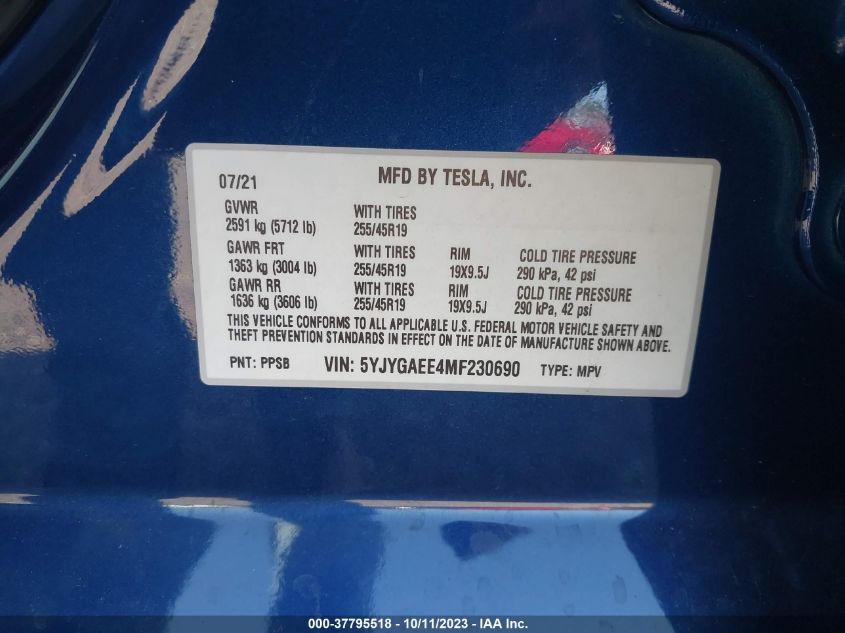 07/21 MFD BY TESLA, INC.
GVWR WITH TIRES
2591 kg (5712 lb) 255/45R19
GAWR FRT WITH TIRES RIM COLD TIRE PRESSURE
1363 kg (3004 lb) 255/45R19 19X9.5J 290 kPa, 42 psi
GAWR RR WITH TIRES RIM COLD TIRE PRESSURE
1636 kg (3606 lb) 255/45R19 19X9.5J 290 kPa, 42 psi
THIS VEHICLE CONFORMS TO ALL APPLICABLE U.S. FEDERAL MOTOR VEHICLE SAFETY AND
THEFT PREVENTION STANDARDS IN EFFECT ON THE DATE OF MANUFACTURE SHOWN ABOVE.
PNT: PPSB VIN: 5YJYGAEE4MF230690 TYPE: MPV
000-37795518 - 10/11/2023 - IAA Inc.